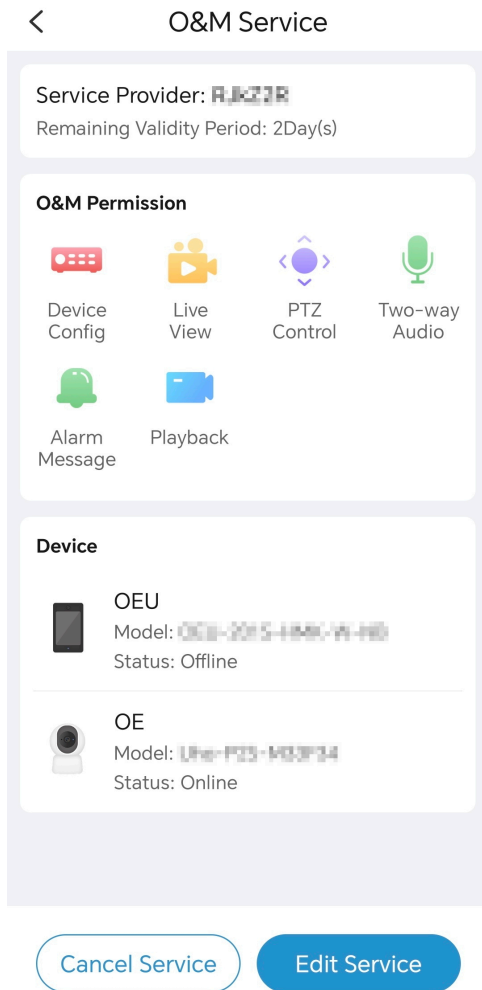 O&M Service
Service Provider:
Remaining Validity Period: 2Day(s)
O&M Permission
Device Config
Live View
PTZ Control
Two-way Audio
Alarm Message
Playback
Device
OEU
Model:
Status: Offline
OE
Model:
Status: Online
Cancel Service
Edit Service